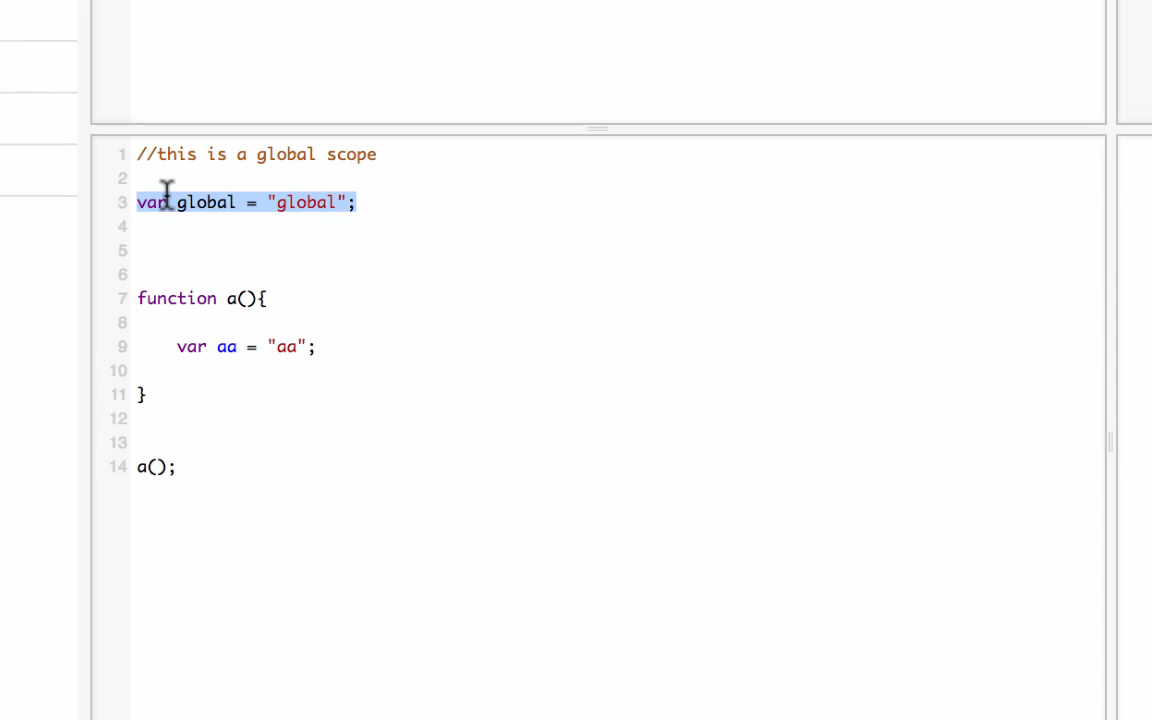 1 //this is a global scope
2
3 var global = "global";
4
5
6
7 function a(){
8
9 var aa = "aa";
10
11 }
12
13
14 a();